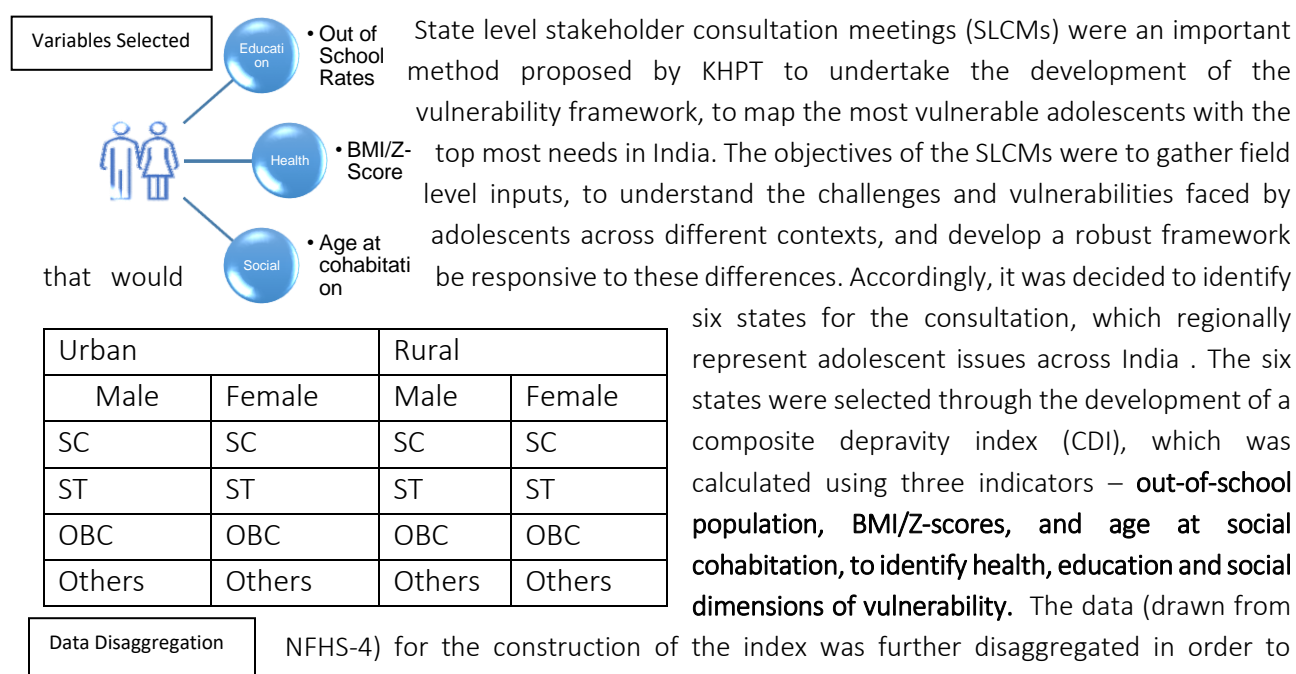 Variables Selected
Educati
on
• Out of
School
Rates
Health
• BMI/Z-
Score
Social
• Age at
cohabitati
on
State level stakeholder consultation meetings (SLCMs) were an important
method proposed by KHPT to undertake the development of the
vulnerability framework, to map the most vulnerable adolescents with the
top most needs in India. The objectives of the SLCMs were to gather field
level inputs, to understand the challenges and vulnerabilities faced by
adolescents across different contexts, and develop a robust framework
that would be responsive to these differences. Accordingly, it was decided to identify
six states for the consultation, which regionally
represent adolescent issues across India . The six
states were selected through the development of a
composite depravity index (CDI), which was
calculated using three indicators – out-of-school
population, BMI/Z-scores, and age at social
cohabitation, to identify health, education and social
dimensions of vulnerability. The data (drawn from
Urban Rural
Male Female Male Female
SC SC SC SC
ST ST ST ST
OBC OBC OBC OBC
Others Others Others Others
Data Disaggregation
NFHS-4) for the construction of the index was further disaggregated in order to